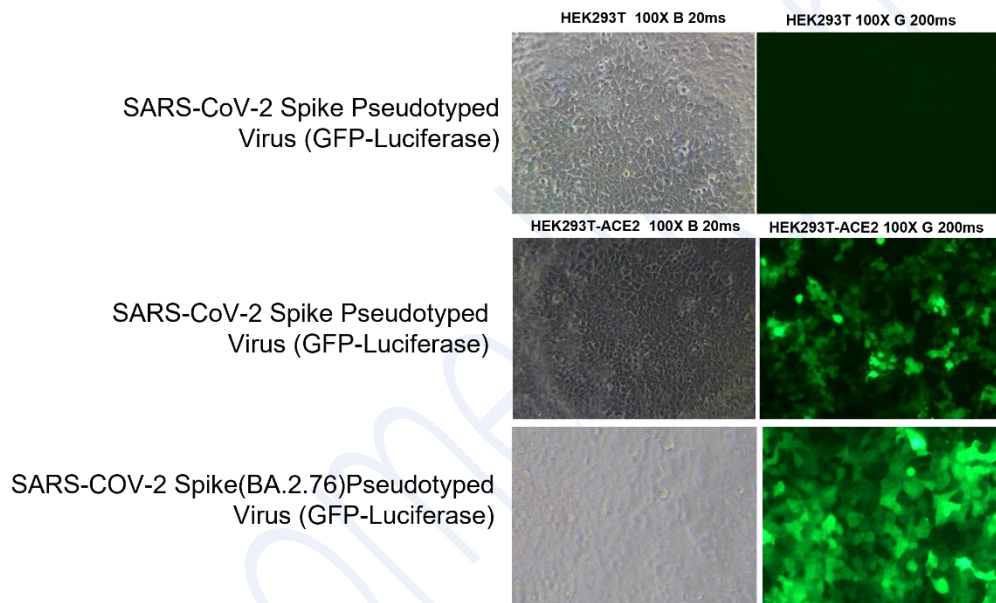 HEK293T 100X B 20ms
HEK293T 100X G 200ms
SARS-CoV-2 Spike Pseudotyped
Virus (GFP-Luciferase)
HEK293T-ACE2 100X B 20ms
HEK293T-ACE2 100X G 200ms
SARS-CoV-2 Spike Pseudotyped
Virus (GFP-Luciferase)
SARS-COV-2 Spike(BA.2.76)Pseudotyped
Virus (GFP-Luciferase)